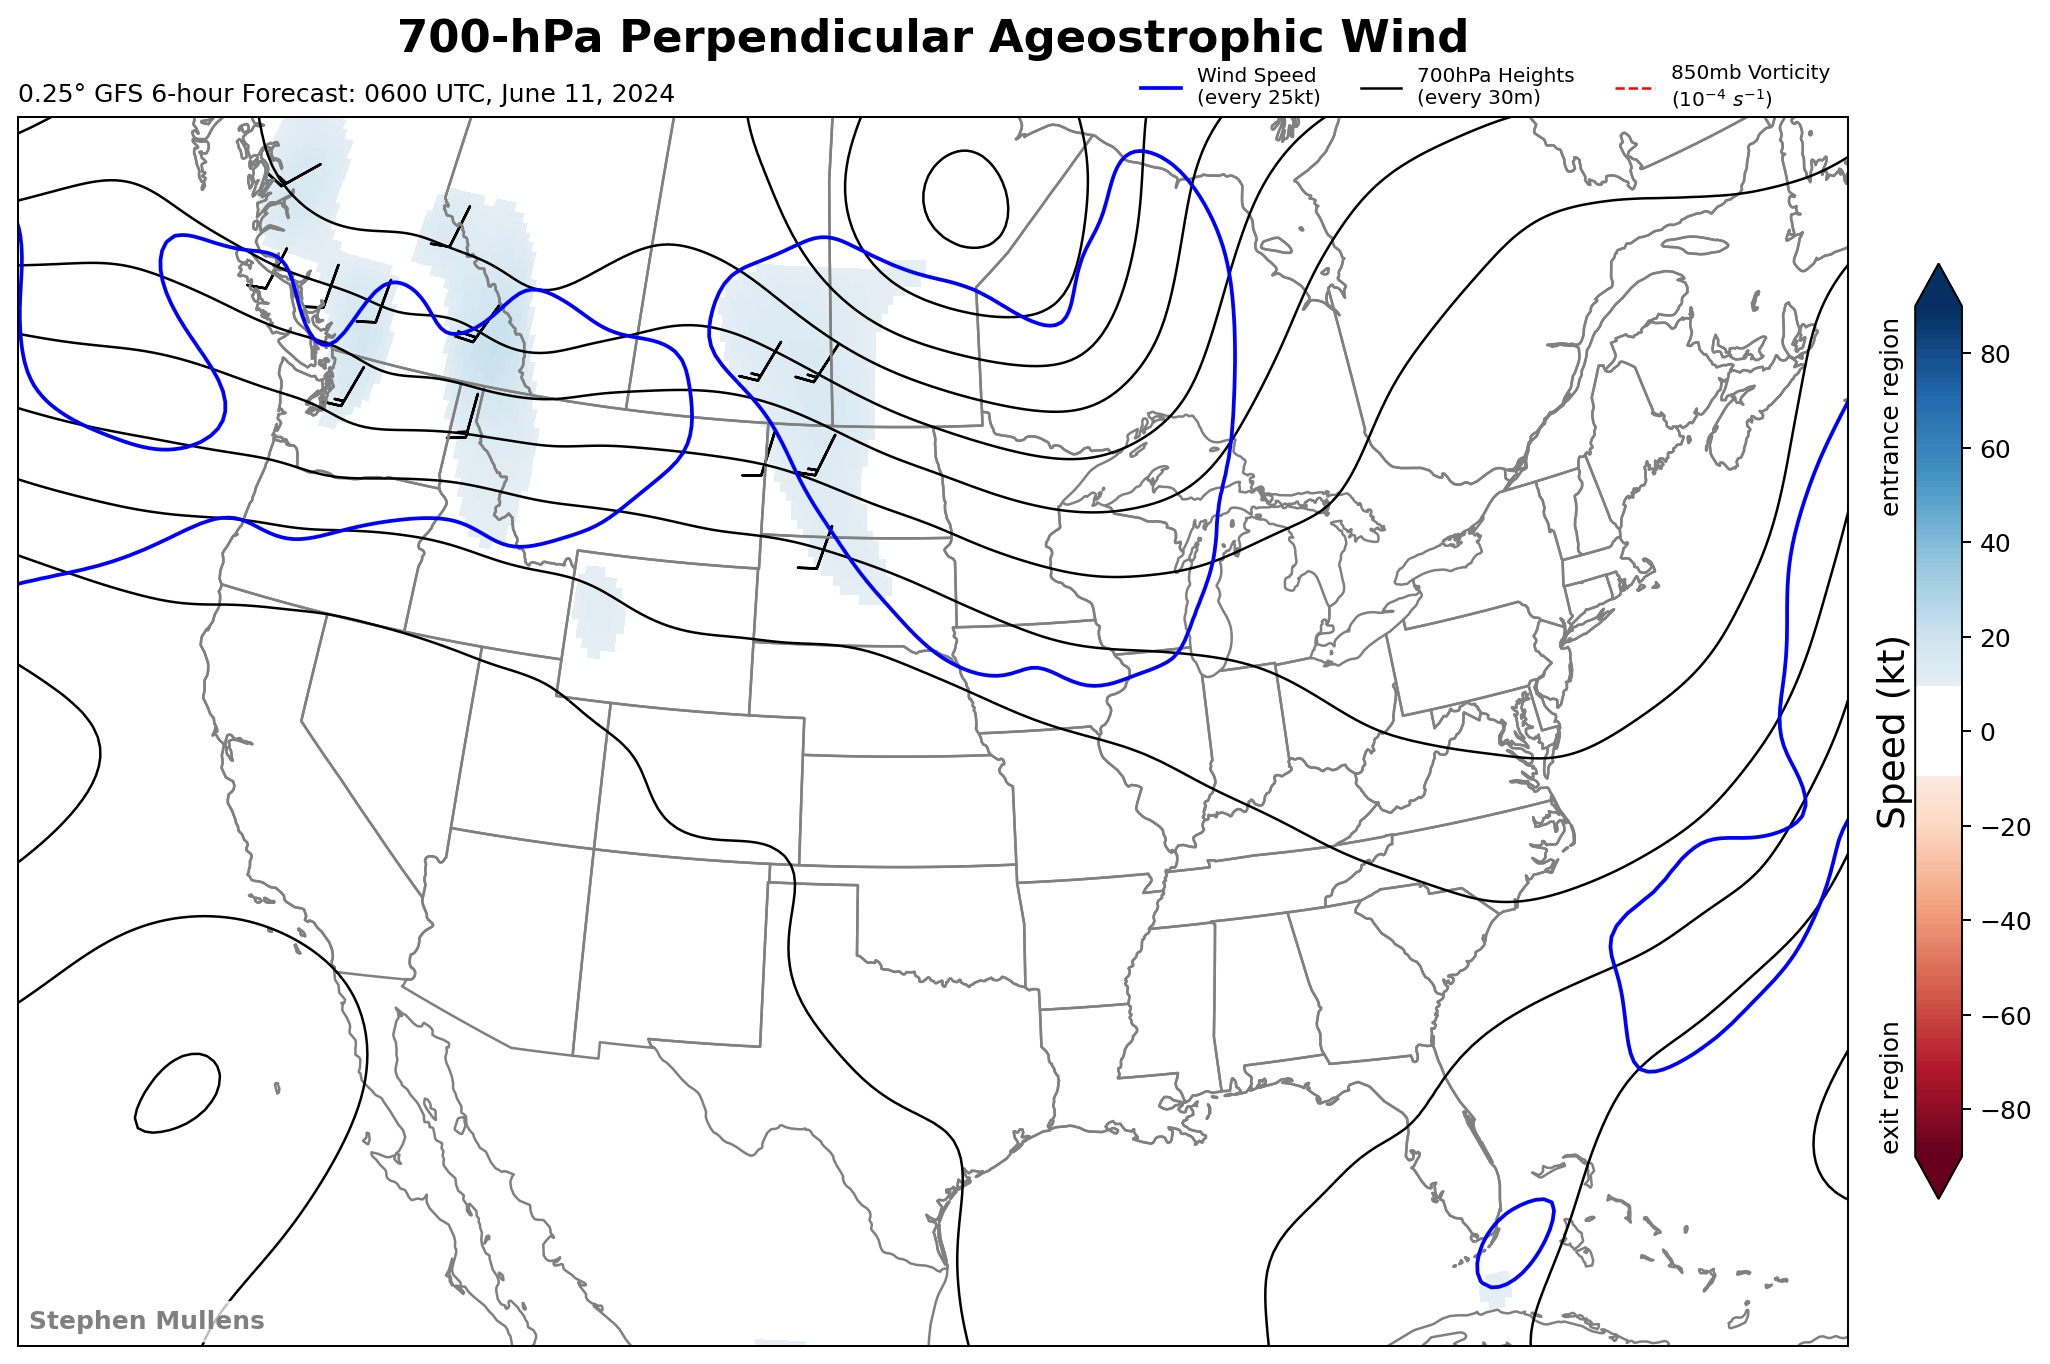 700-hPa Perpendicular Ageostrophic Wind
0.25° GFS 6-hour Forecast: 0600 UTC, June 11, 2024
Wind Speed
(every 25kt)
700hPa Heights
(every 30m)
850mb Vorticity
(10⁻⁴ s⁻¹)
entrance region
Speed (kt)
exit region
80
60
40
20
0
−20
−40
−60
−80
Stephen Mullens